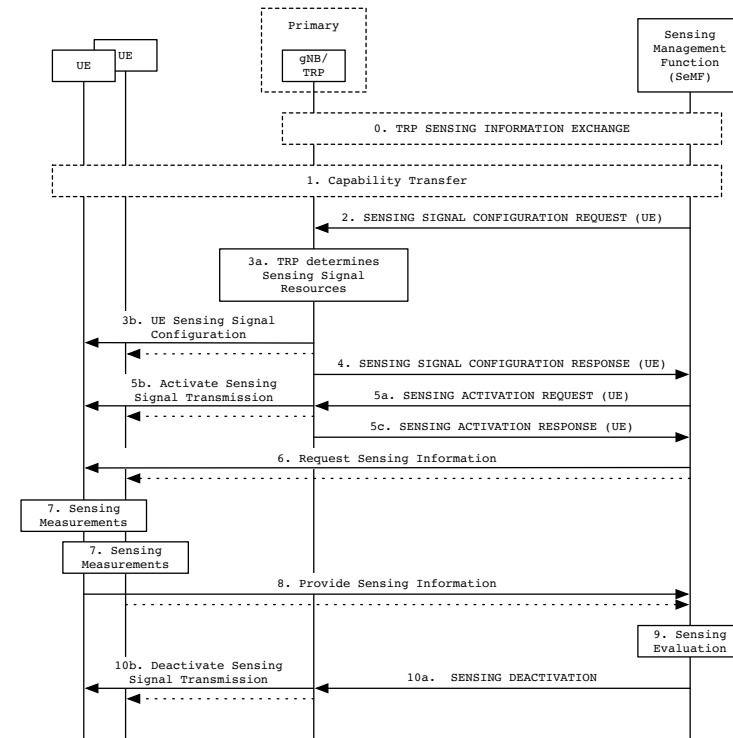 Primary
gNB/
TRP
UE
UE
Sensing
Management
Function
(SeMF)
0. TRP SENSING INFORMATION EXCHANGE
1. Capability Transfer
2. SENSING SIGNAL CONFIGURATION REQUEST (UE)
3a. TRP determines
Sensing Signal
Resources
3b. UE Sensing Signal
Configuration
4. SENSING SIGNAL CONFIGURATION RESPONSE (UE)
5b. Activate Sensing
Signal Transmission
5a. SENSING ACTIVATION REQUEST (UE)
5c. SENSING ACTIVATION RESPONSE (UE)
6. Request Sensing Information
7. Sensing
Measurements
7. Sensing
Measurements
8. Provide Sensing Information
9. Sensing
Evaluation
10b. Deactivate Sensing
Signal Transmission
10a. SENSING DEACTIVATION